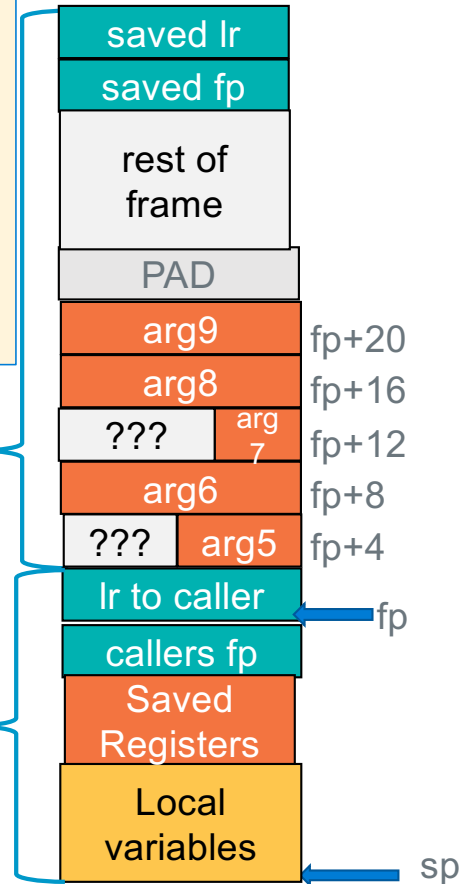 saved lr
saved fp
rest of
frame
PAD
arg9
fp+20
arg8
fp+16
???
arg
7
fp+12
arg6
fp+8
???
arg5
fp+4
lr to caller
fp
callers fp
Saved
Registers
Local
variables
sp